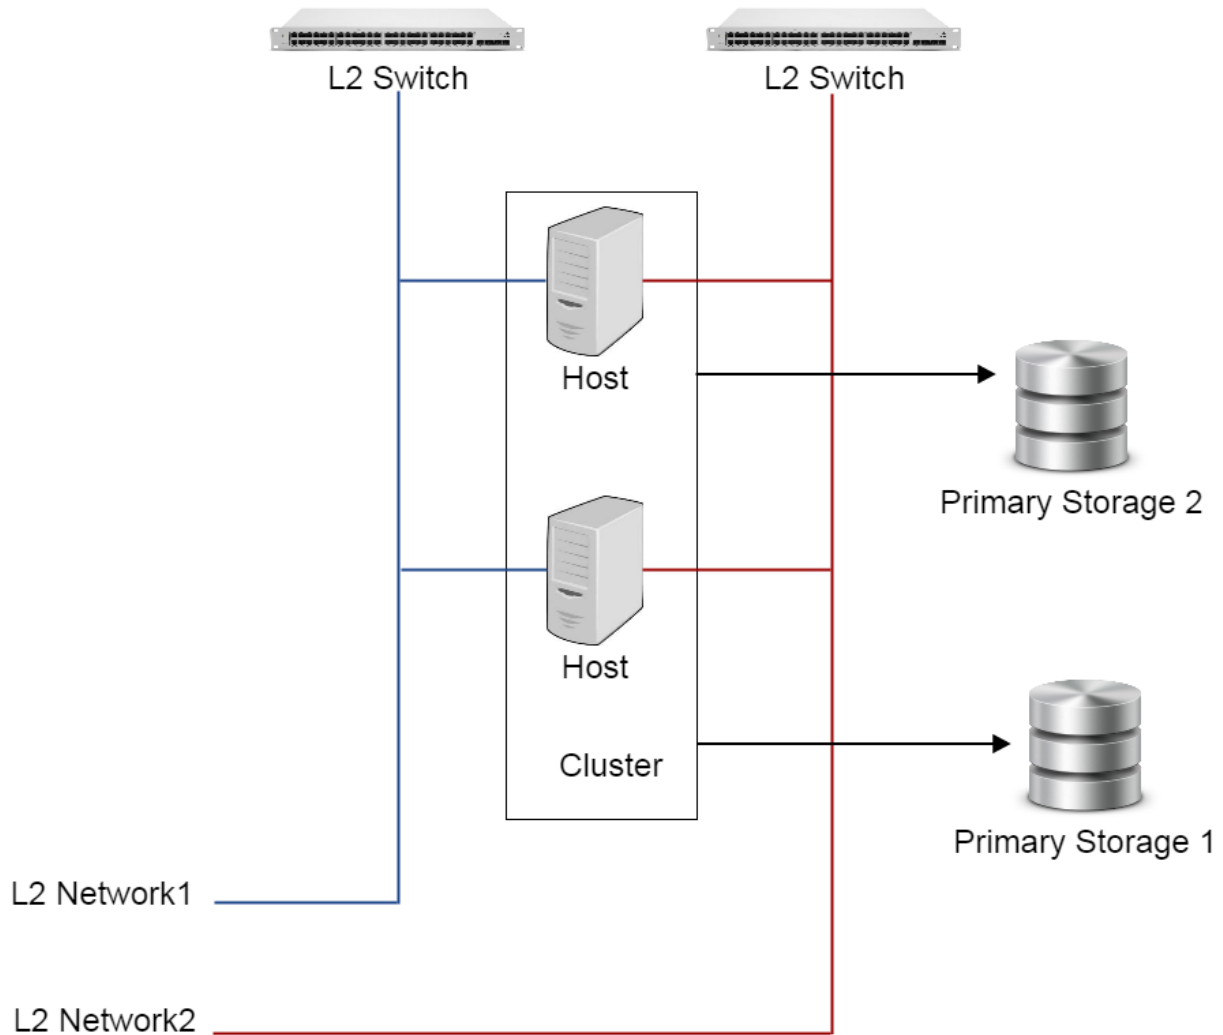 L2 Switch
L2 Switch
Host
Primary Storage 2
Host
Cluster
Primary Storage 1
L2 Network1
L2 Network2